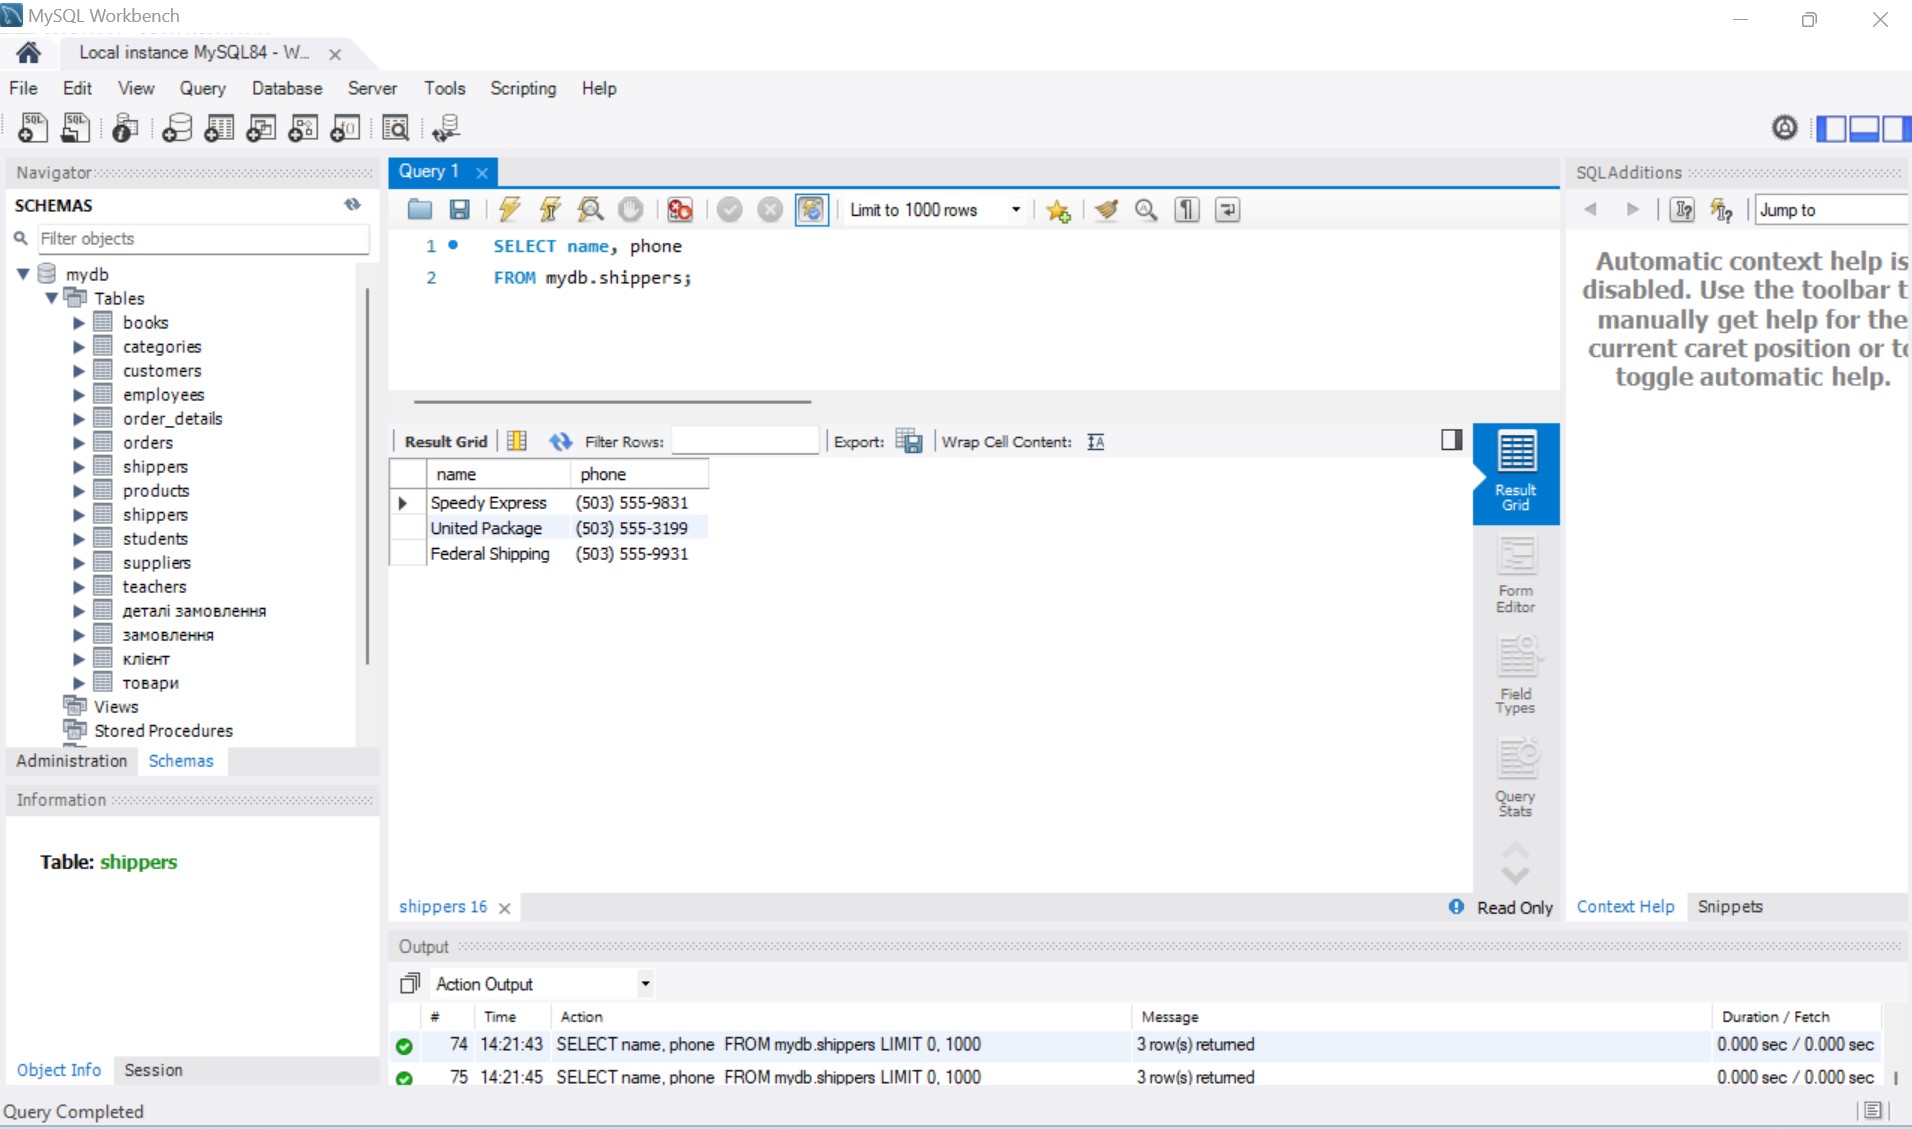 MySQL Workbench
Local instance MySQL84 - W...
File Edit View Query Database Server Tools Scripting Help
Navigator
SCHEMAS
Filter objects
mydb
Tables
books
categories
customers
employees
order_details
orders
shippers
products
shippers
students
suppliers
teachers
деталі замовлення
замовлення
клієнт
товари
Views
Stored Procedures
Administration Schemas
Information
Table: shippers
Object Info Session
Query 1
Limit to 1000 rows
1 SELECT name, phone
2 FROM mydb.shippers;
Result Grid Filter Rows: Export: Wrap Cell Content:
name phone
Speedy Express (503) 555-9831
United Package (503) 555-3199
Federal Shipping (503) 555-9931
Result
Grid
Form
Editor
Field
Types
Query
Stats
shippers 16
Read Only
SQLAdditions
Jump to
Automatic context help is
disabled. Use the toolbar t
manually get help for the
current caret position or to
toggle automatic help.
Context Help Snippets
Output
Action Output
# Time Action Message Duration / Fetch
74 14:21:43 SELECT name, phone FROM mydb.shippers LIMIT 0, 1000 3 row(s) returned 0.000 sec / 0.000 sec
75 14:21:45 SELECT name, phone FROM mydb.shippers LIMIT 0, 1000 3 row(s) returned 0.000 sec / 0.000 sec
Query Completed